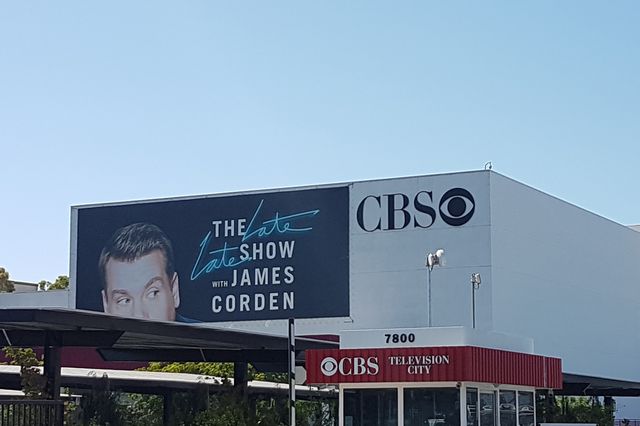 THE
Late Late
SHOW
WITH JAMES
CORDEN
CBS
7800
CBS TELEVISION
CITY